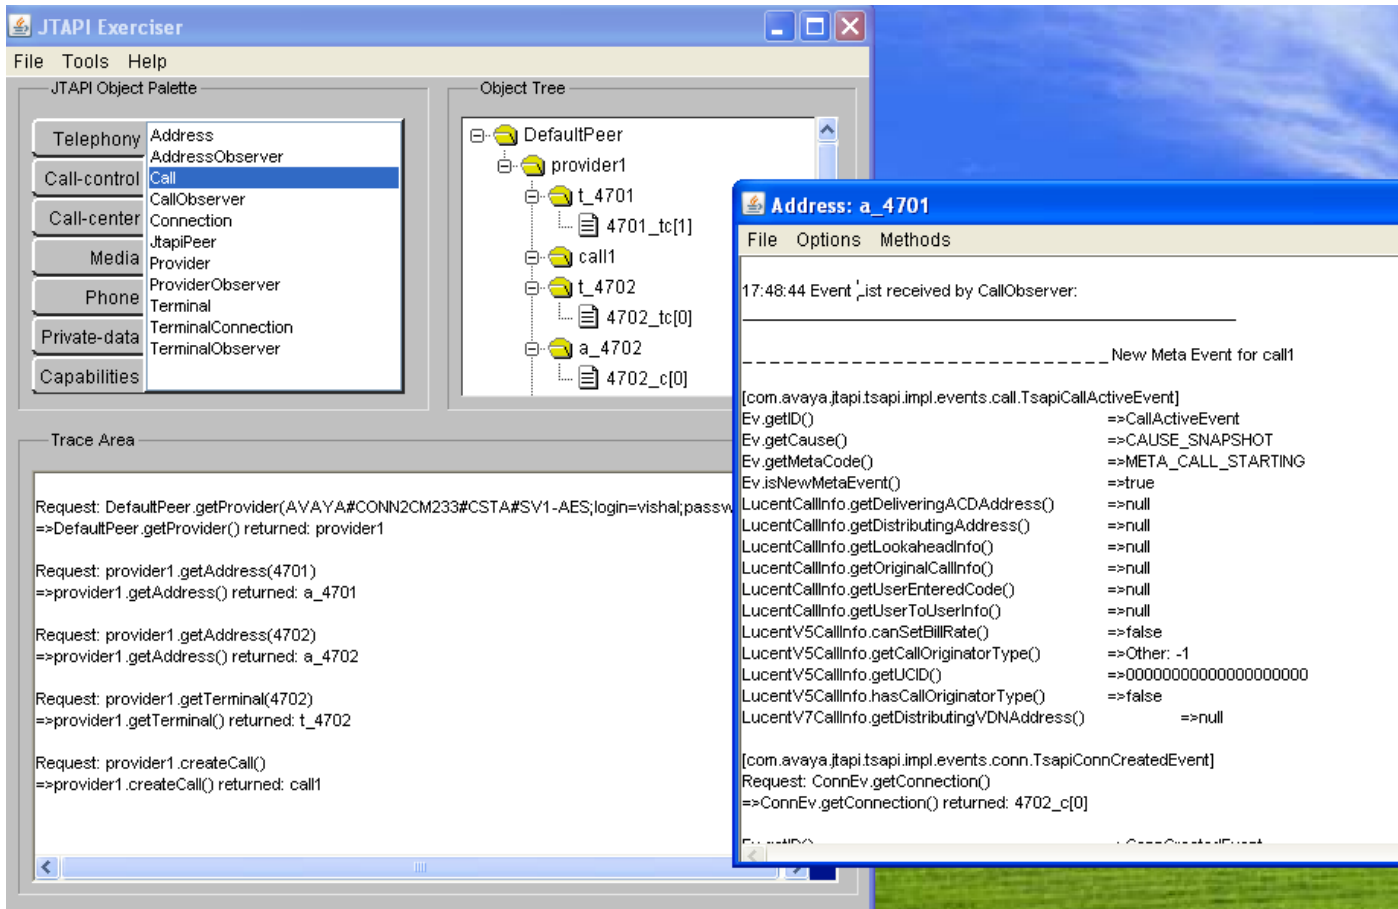 JTAPI Exerciser
File Tools Help
JTAPI Object Palette
Telephony
Call-control
Call-center
Media
Phone
Private-data
Capabilities
Address
AddressObserver
Call
CallObserver
Connection
JtapiPeer
Provider
ProviderObserver
Terminal
TerminalConnection
TerminalObserver
Object Tree
DefaultPeer
provider1
t_4701
4701_tc[1]
call1
t_4702
4702_tc[0]
a_4702
4702_c[0]
Trace Area
Request: DefaultPeer.getProvider(AVAYA#CONN2CM233#CSTA#SV1-AES;login=vishal;passw
=>DefaultPeer.getProvider() returned: provider1
Request: provider1.getAddress(4701)
=>provider1.getAddress() returned: a_4701
Request: provider1.getAddress(4702)
=>provider1.getAddress() returned: a_4702
Request: provider1.getTerminal(4702)
=>provider1.getTerminal() returned: t_4702
Request: provider1.createCall()
=>provider1.createCall() returned: call1
Address: a_4701
File Options Methods
17:48:44 Event List received by CallObserver:
_ _ _ _ _ _ _ _ _ _ _ _ _ _ _ _ _ _ _ _ _ _ _ _ _ _ _ New Meta Event for call1
[com.avaya.jtapi.tsapi.impl.events.call.TsapiCallActiveEvent]
Ev.getID() =>CallActiveEvent
Ev.getCause() =>CAUSE_SNAPSHOT
Ev.getMetaCode() =>META_CALL_STARTING
Ev.isNewMetaEvent() =>true
LucentCallInfo.getDeliveringACDAddress() =>null
LucentCallInfo.getDistributingAddress() =>null
LucentCallInfo.getLookaheadInfo() =>null
LucentCallInfo.getOriginalCallInfo() =>null
LucentCallInfo.getUserEnteredCode() =>null
LucentCallInfo.getUserToUserInfo() =>null
LucentV5CallInfo.canSetBillRate() =>false
LucentV5CallInfo.getCallOriginatorType() =>Other: -1
LucentV5CallInfo.getUCID() =>00000000000000000000
LucentV5CallInfo.hasCallOriginatorType() =>false
LucentV7CallInfo.getDistributingVDNAddress() =>null
[com.avaya.jtapi.tsapi.impl.events.conn.TsapiConnCreatedEvent]
Request: ConnEv.getConnection()
=>ConnEv.getConnection() returned: 4702_c[0]
Ev.getID() =>ConnCreatedEvent